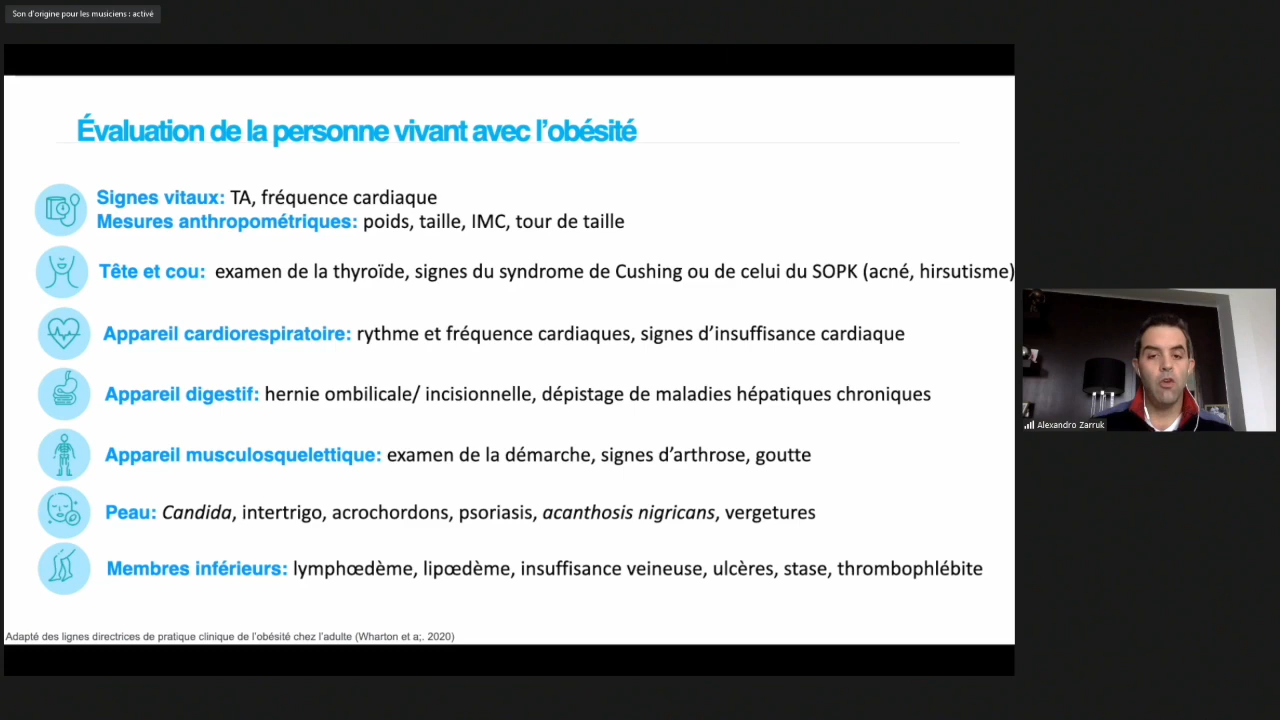 Son d'origine pour les musiciens : activé
Évaluation de la personne vivant avec l’obésité
Signes vitaux: TA, fréquence cardiaque
Mesures anthropométriques: poids, taille, IMC, tour de taille
Tête et cou: examen de la thyroïde, signes du syndrome de Cushing ou de celui du SOPK (acné, hirsutisme)
Appareil cardiorespiratoire: rythme et fréquence cardiaques, signes d’insuffisance cardiaque
Appareil digestif: hernie ombilicale/ incisionnelle, dépistage de maladies hépatiques chroniques
Appareil musculosquelettique: examen de la démarche, signes d’arthrose, goutte
Peau: Candida, intertrigo, acrochordons, psoriasis, acanthosis nigricans, vergetures
Membres inférieurs: lymphœdème, lipœdème, insuffisance veineuse, ulcères, stase, thrombophlébite
Alexandro Zarruk
Adapté des lignes directrices de pratique clinique de l’obésité chez l’adulte (Wharton et a;. 2020)